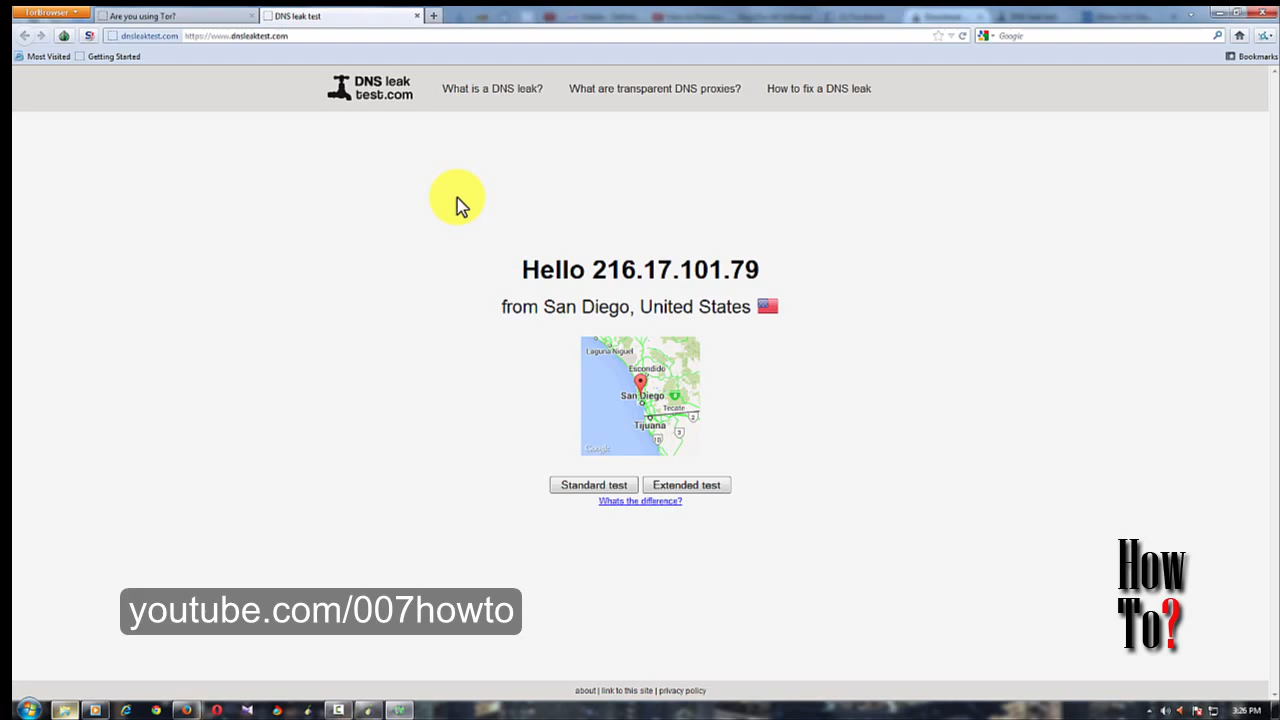 TorBrowser
Are you using Tor?
DNS leak test
dnsleaktest.com
https://www.dnsleaktest.com
Google
Most Visited
Getting Started
Bookmarks
DNS leak
test.com
What is a DNS leak?
What are transparent DNS proxies?
How to fix a DNS leak
Hello 216.17.101.79
from San Diego, United States
Laguna Niguel
Escondido
San Diego
Tecate
Tijuana
Google
Standard test
Extended test
Whats the difference?
How
To?
youtube.com/007howto
about | link to this site | privacy policy
3:26 PM